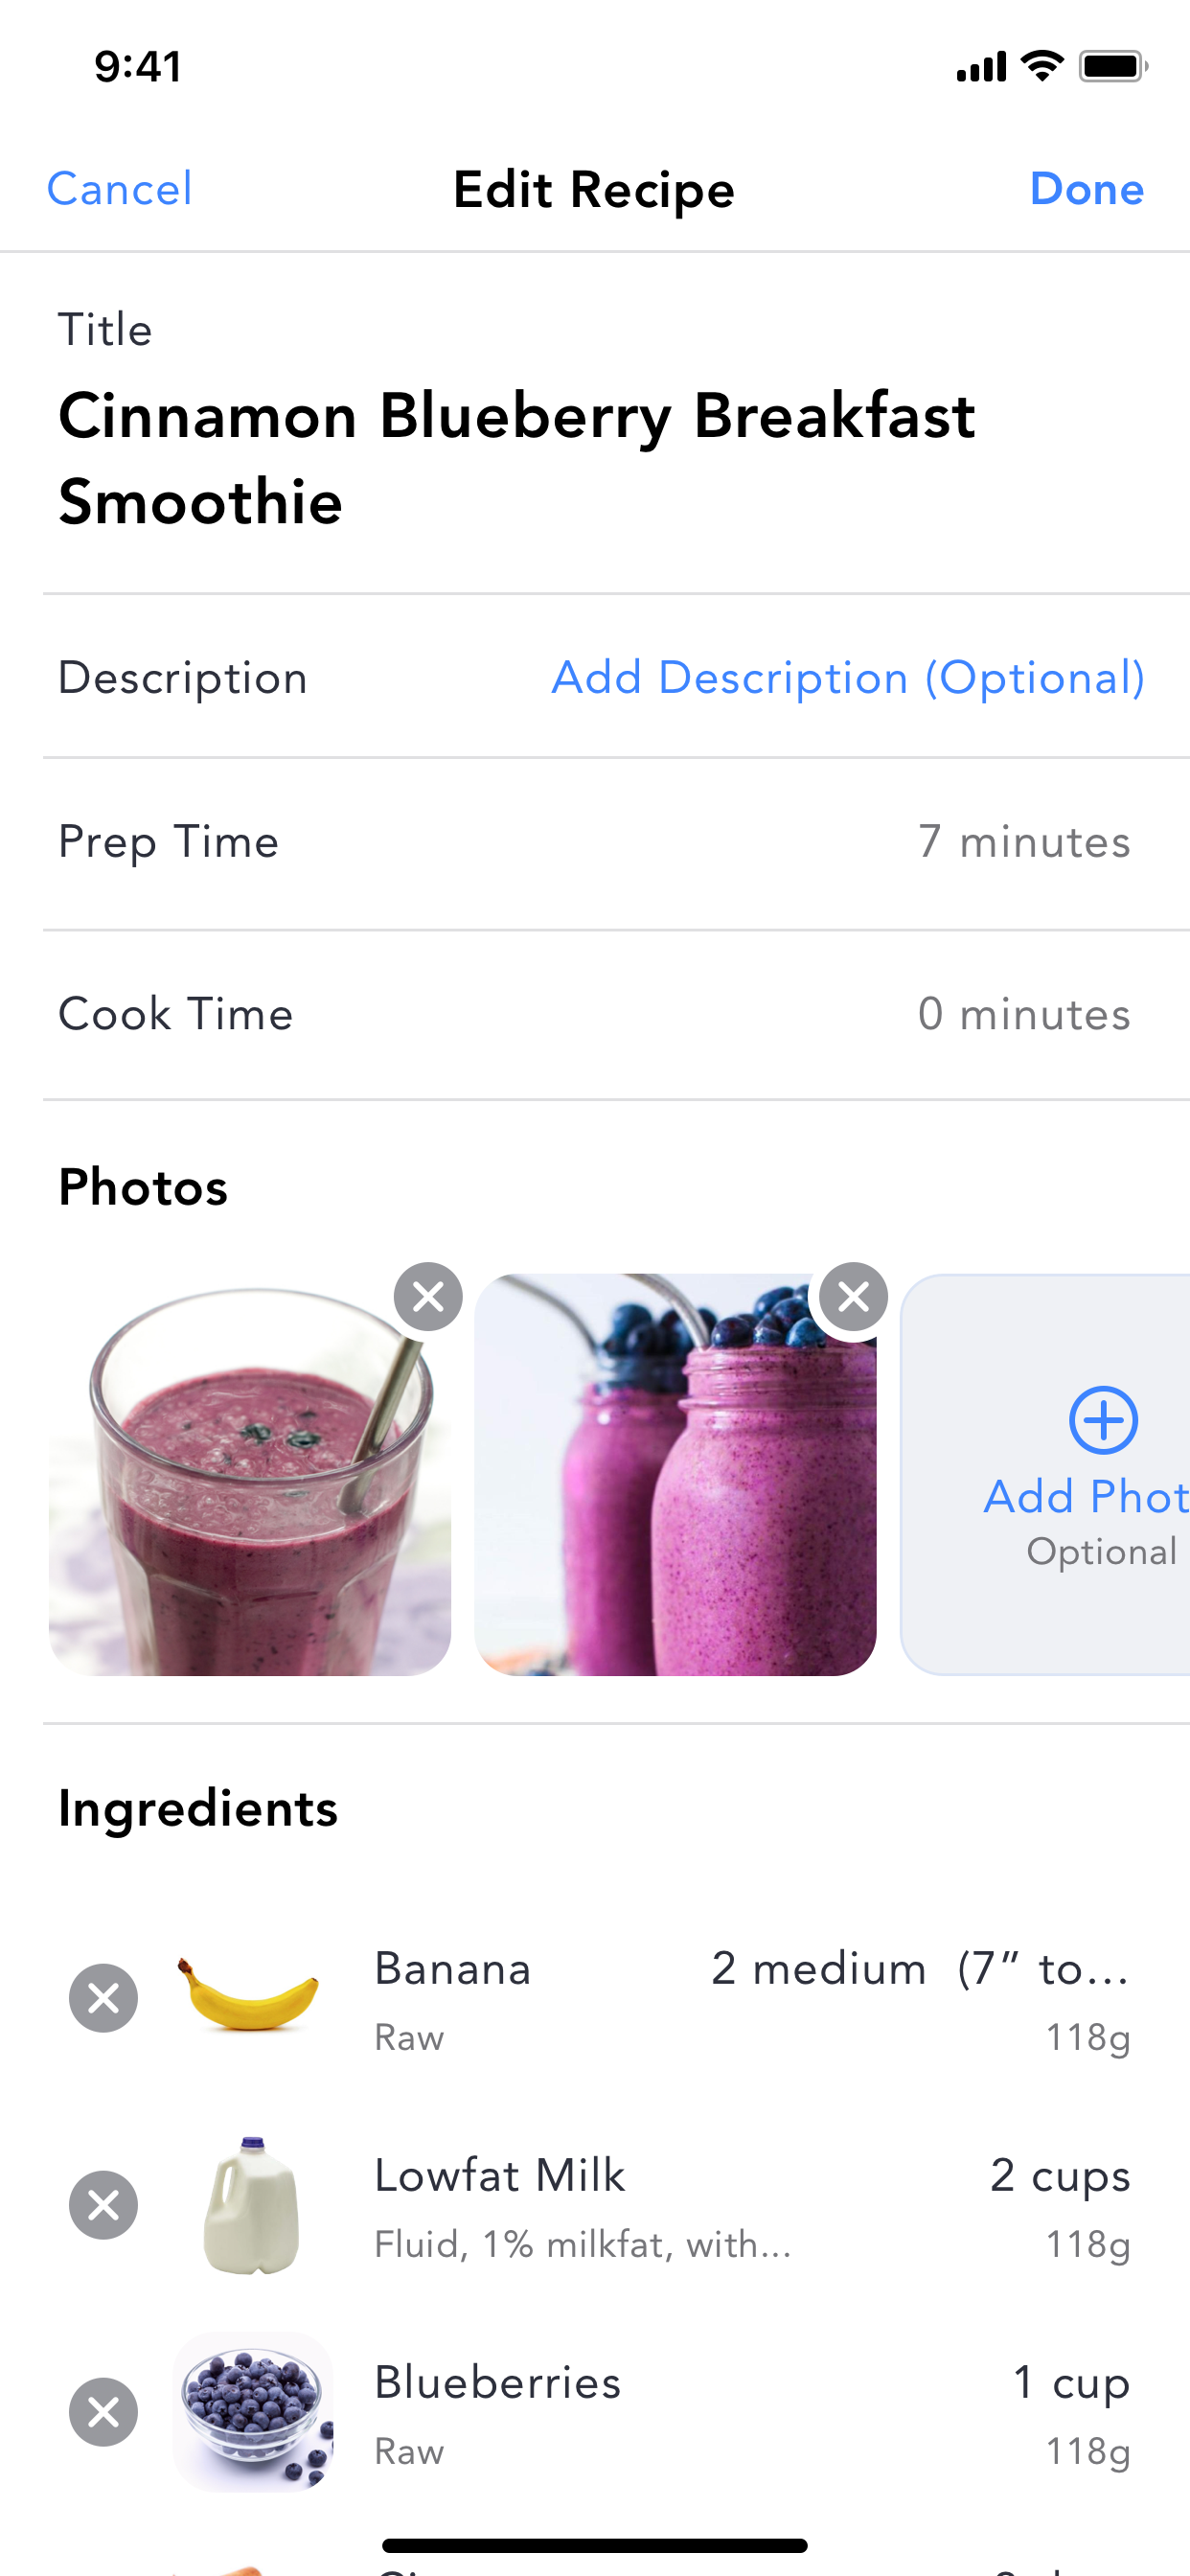 9:41
Cancel Edit Recipe Done
Title
Cinnamon Blueberry Breakfast
Smoothie
Description Add Description (Optional)
Prep Time 7 minutes
Cook Time 0 minutes
Photos
Add Phot
Optional
Ingredients
Banana 2 medium (7” to...
Raw 118g
Lowfat Milk 2 cups
Fluid, 1% milkfat, with... 118g
Blueberries 1 cup
Raw 118g